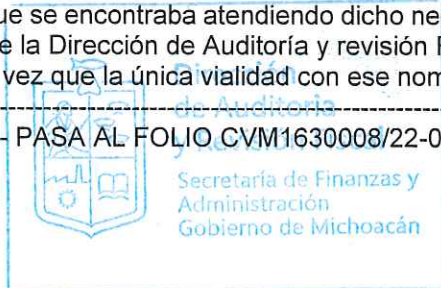 ue se encontraba atendiendo dicho ne
e la Dirección de Auditoría y revisión F
vez que la única vialidad con ese nom
Dirección
de Auditoría
- PASA AL FOLIO CVM1630008/22-0
Secretaría de Finanzas y
Administración
Gobierno de Michoacán